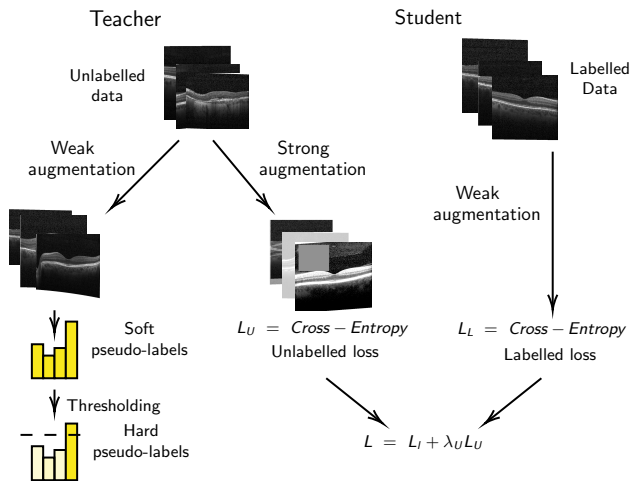 Teacher
Student
Unlabelled
data
Labelled
Data
Weak
augmentation
Strong
augmentation
Weak
augmentation
L_U = Cross − Entropy
Unlabelled loss
L_L = Cross − Entropy
Labelled loss
Soft
pseudo-labels
Thresholding
Hard
pseudo-labels
L = L_l + λ_U L_U